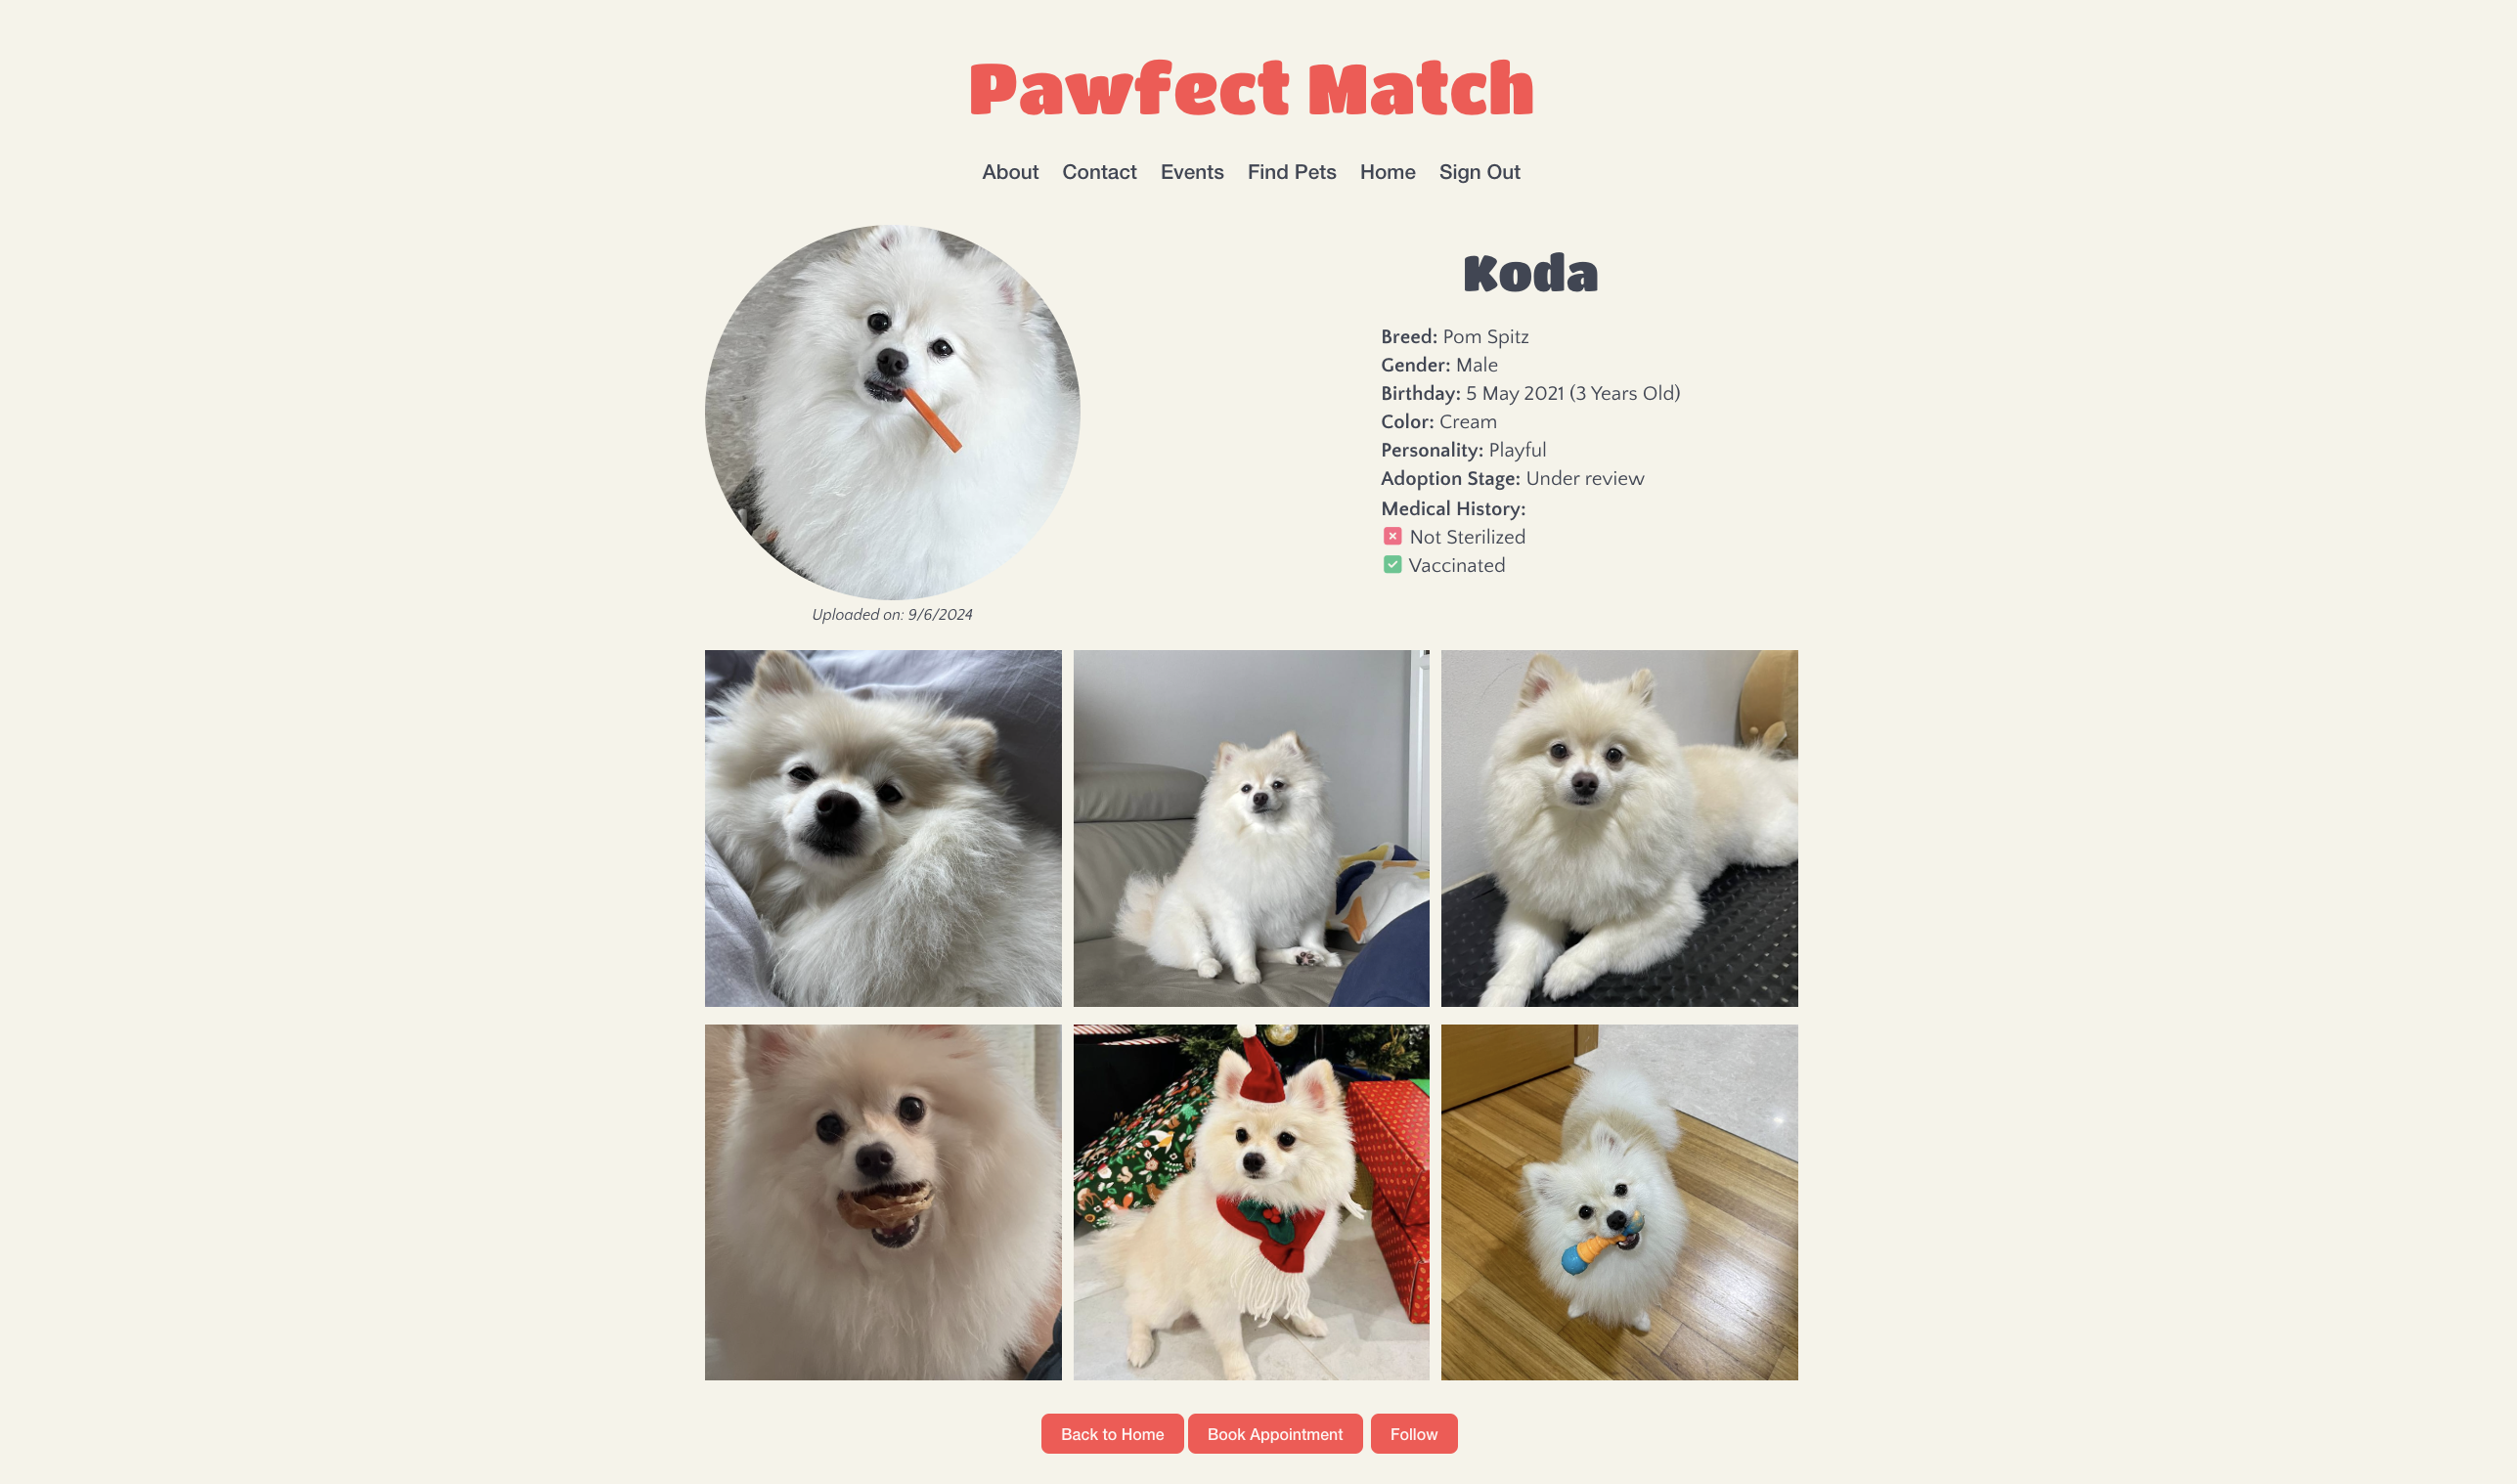 Pawfect Match
About Contact Events Find Pets Home Sign Out
Koda
Breed: Pom Spitz
Gender: Male
Birthday: 5 May 2021 (3 Years Old)
Color: Cream
Personality: Playful
Adoption Stage: Under review
Medical History:
Not Sterilized
Vaccinated
Uploaded on: 9/6/2024
Back to Home Book Appointment Follow